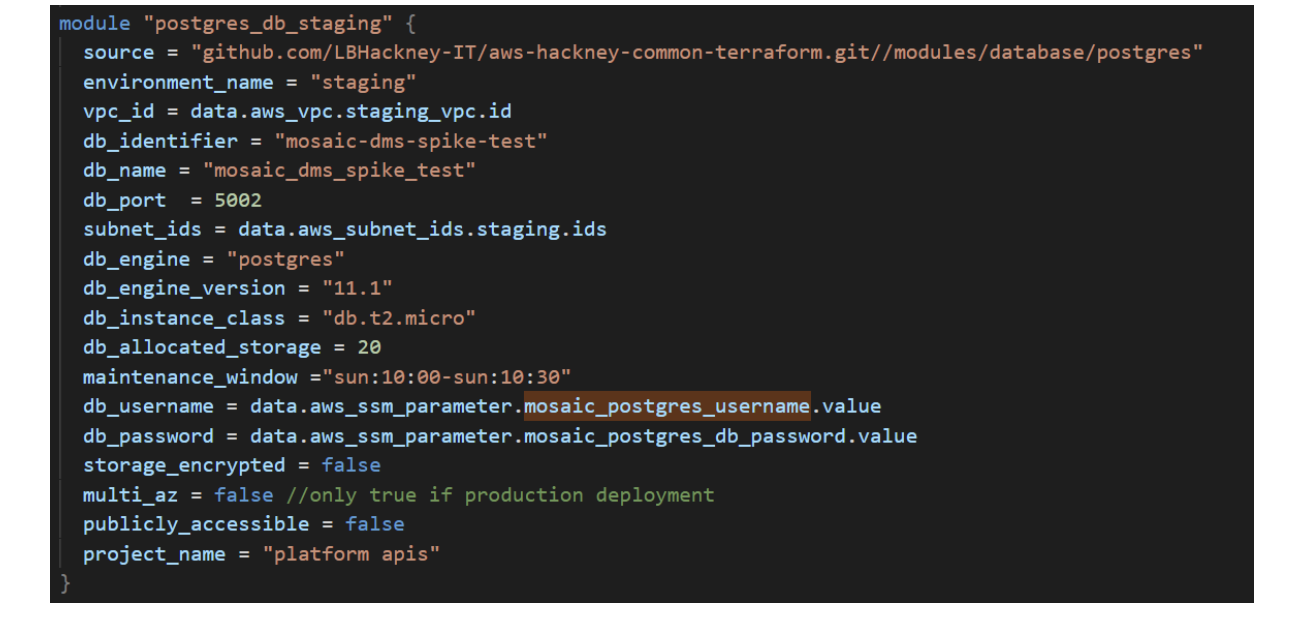 module "postgres_db_staging" {
  source = "github.com/LBHackney-IT/aws-hackney-common-terraform.git//modules/database/postgres"
  environment_name = "staging"
  vpc_id = data.aws_vpc.staging_vpc.id
  db_identifier = "mosaic-dms-spike-test"
  db_name = "mosaic_dms_spike_test"
  db_port  = 5002
  subnet_ids = data.aws_subnet_ids.staging.ids
  db_engine = "postgres"
  db_engine_version = "11.1"
  db_instance_class = "db.t2.micro"
  db_allocated_storage = 20
  maintenance_window ="sun:10:00-sun:10:30"
  db_username = data.aws_ssm_parameter.mosaic_postgres_username.value
  db_password = data.aws_ssm_parameter.mosaic_postgres_db_password.value
  storage_encrypted = false
  multi_az = false //only true if production deployment
  publicly_accessible = false
  project_name = "platform apis"
}